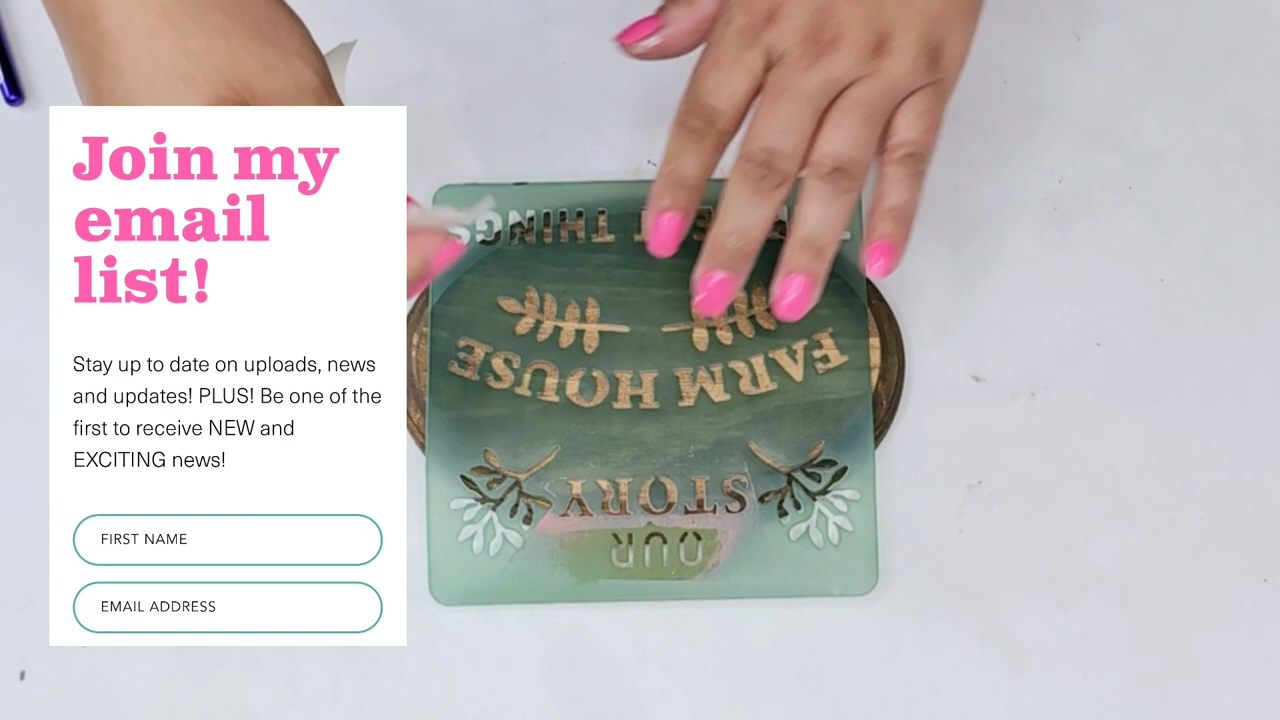 Join my
email
list!
Stay up to date on uploads, news
and updates! PLUS! Be one of the
first to receive NEW and
EXCITING news!
FIRST NAME
EMAIL ADDRESS
THINGS
FARM HOUSE
STORY
OUR